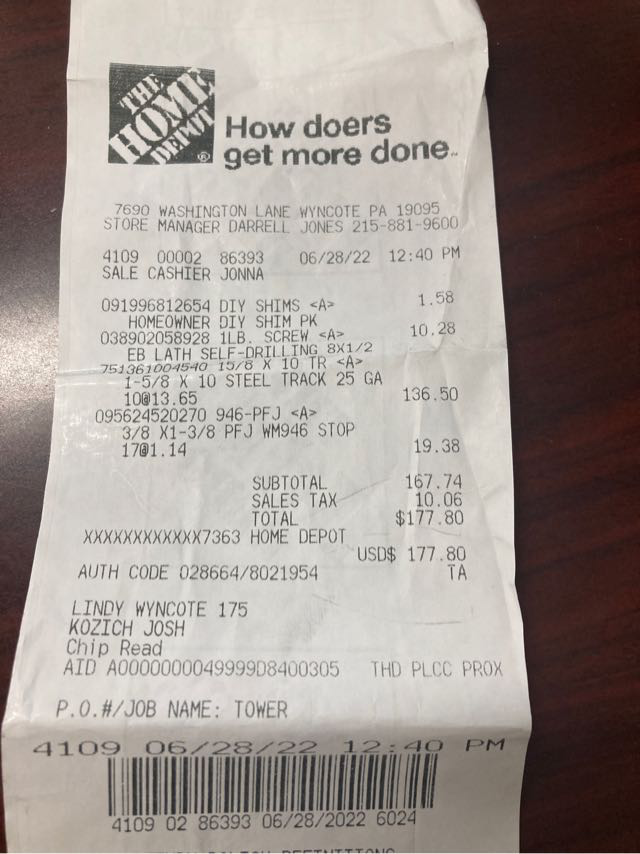 THE
HOME
DEPOT
®
How doers
get more done™
7690 WASHINGTON LANE WYNCOTE PA 19095
STORE MANAGER DARRELL JONES 215-881-9600
4109 00002 86393 06/28/22 12:40 PM
SALE CASHIER JONNA
091996812654 DIY SHIMS <A> 1.58
HOMEOWNER DIY SHIM PK
038902058928 1LB. SCREW <A> 10.28
EB LATH SELF-DRILLING 8X1/2
751361004540 15/8 X 10 TR <A>
1-5/8 X 10 STEEL TRACK 25 GA
10@13.65 136.50
095624520270 946-PFJ <A>
3/8 X1-3/8 PFJ WM946 STOP
17@1.14 19.38
SUBTOTAL 167.74
SALES TAX 10.06
TOTAL $177.80
XXXXXXXXXXXX7363 HOME DEPOT
USD$ 177.80
AUTH CODE 028664/8021954 TA
LINDY WYNCOTE 175
KOZICH JOSH
Chip Read
AID A0000000049999D8400305 THD PLCC PROX
P.O.#/JOB NAME: TOWER
4109 06/28/22 12:40 PM
4109 02 86393 06/28/2022 6024